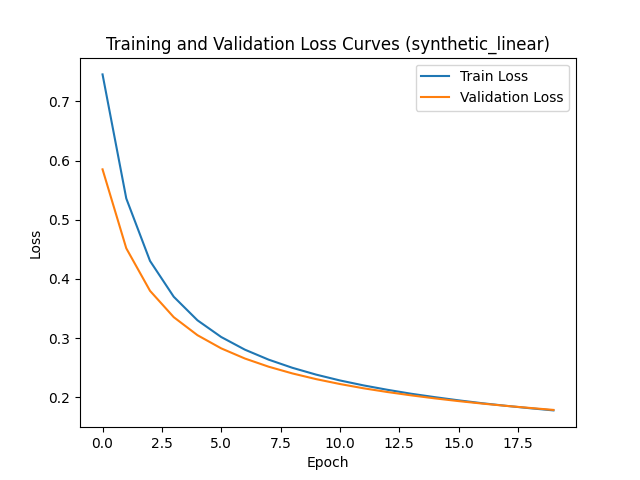 Training and Validation Loss Curves (synthetic_linear)
Train Loss
Validation Loss
0.7
0.6
0.5
0.4
0.3
0.2
Loss
0.0 2.5 5.0 7.5 10.0 12.5 15.0 17.5
Epoch